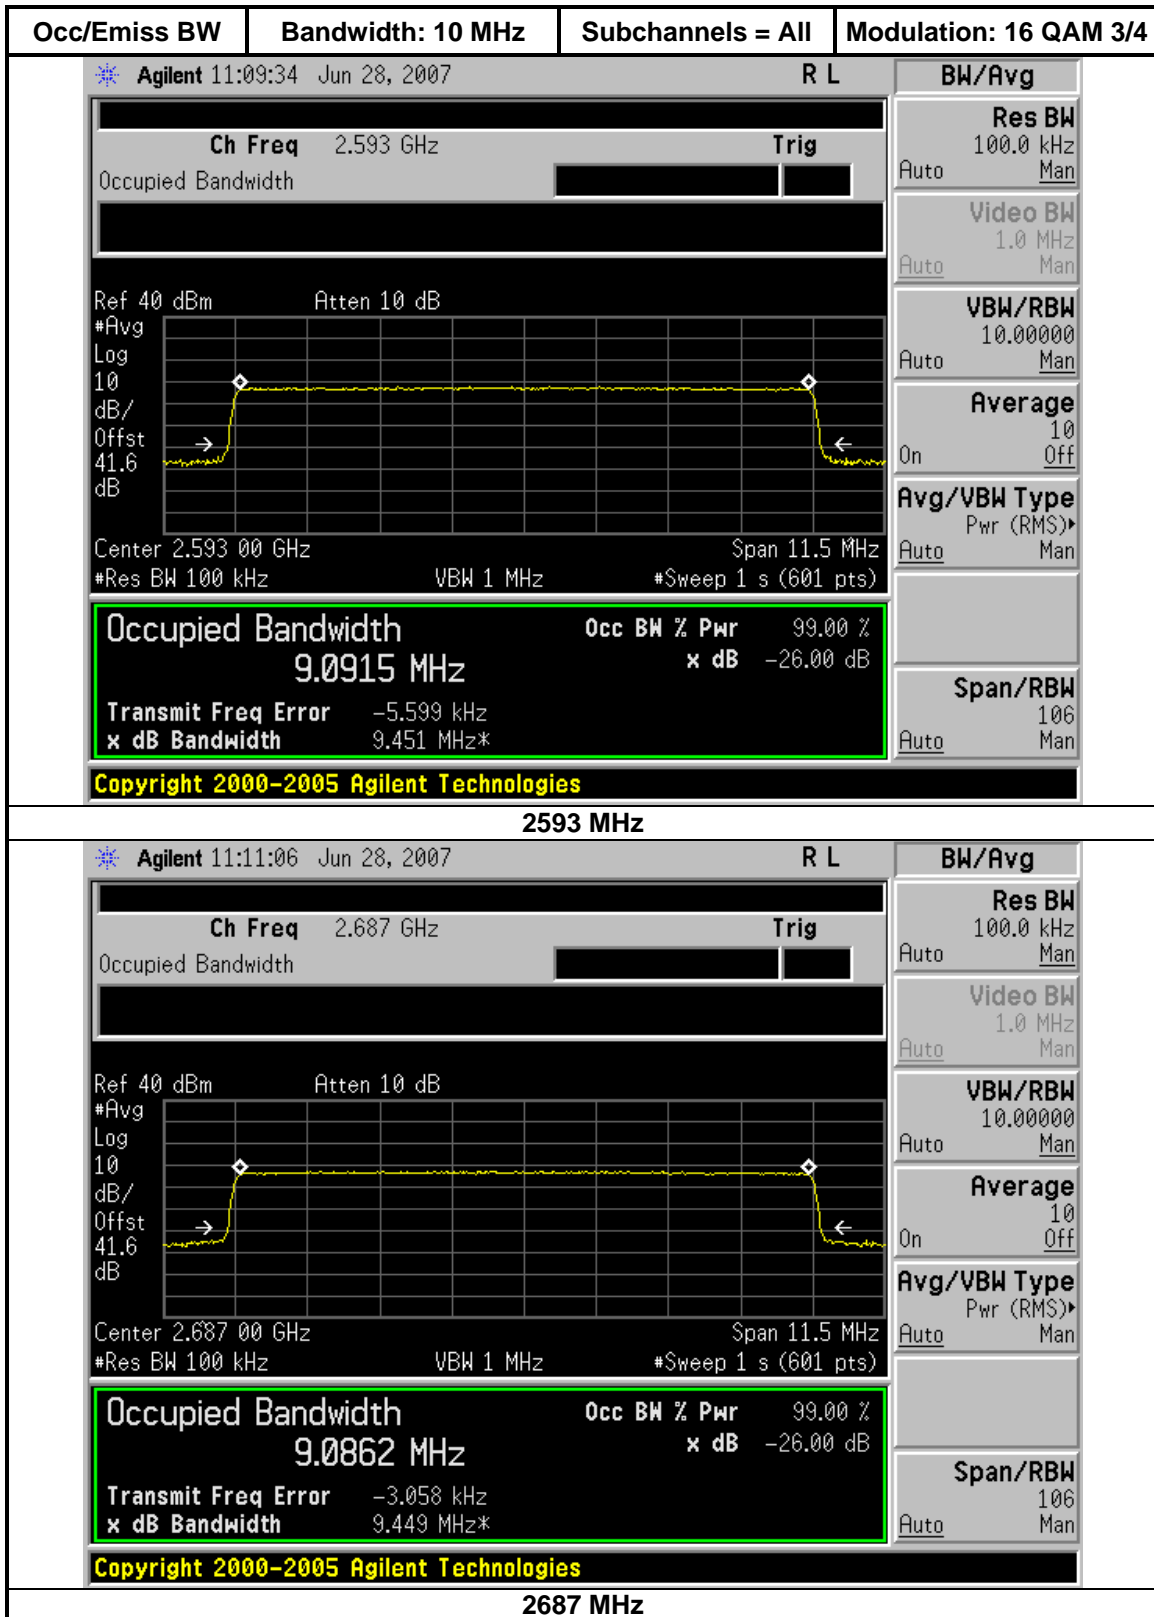 Occ/Emiss BW Bandwidth: 10 MHz Subchannels = All Modulation: 16 QAM 3/4
Agilent 11:09:34 Jun 28, 2007 R L BW/Avg
Ch Freq 2.593 GHz Trig
Occupied Bandwidth
Res BW
100.0 kHz
Auto Man
Video BW
1.0 MHz
Auto Man
VBW/RBW
10.00000
Auto Man
Average
10
On Off
Avg/VBW Type
Pwr (RMS)▸
Auto Man
Span/RBW
106
Auto Man
Ref 40 dBm Atten 10 dB
#Avg
Log
10
dB/
Offst
41.6
dB
Center 2.593 00 GHz Span 11.5 MHz
#Res BW 100 kHz VBW 1 MHz #Sweep 1 s (601 pts)
Occupied Bandwidth Occ BW % Pwr 99.00 %
9.0915 MHz x dB -26.00 dB
Transmit Freq Error -5.599 kHz
x dB Bandwidth 9.451 MHz*
Copyright 2000-2005 Agilent Technologies
2593 MHz
Agilent 11:11:06 Jun 28, 2007 R L BW/Avg
Ch Freq 2.687 GHz Trig
Occupied Bandwidth
Res BW
100.0 kHz
Auto Man
Video BW
1.0 MHz
Auto Man
VBW/RBW
10.00000
Auto Man
Average
10
On Off
Avg/VBW Type
Pwr (RMS)▸
Auto Man
Span/RBW
106
Auto Man
Ref 40 dBm Atten 10 dB
#Avg
Log
10
dB/
Offst
41.6
dB
Center 2.687 00 GHz Span 11.5 MHz
#Res BW 100 kHz VBW 1 MHz #Sweep 1 s (601 pts)
Occupied Bandwidth Occ BW % Pwr 99.00 %
9.0862 MHz x dB -26.00 dB
Transmit Freq Error -3.058 kHz
x dB Bandwidth 9.449 MHz*
Copyright 2000-2005 Agilent Technologies
2687 MHz